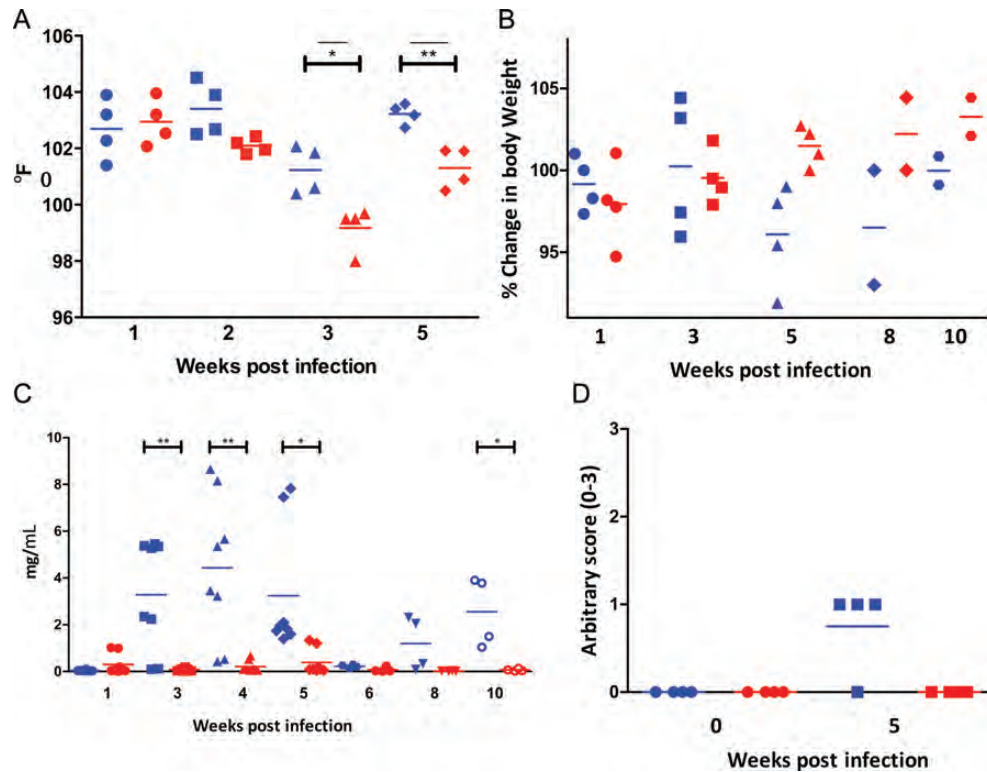 A
104
102
°F
0
100
98
96
*
**
1 2 3 5
Weeks post infection
B
% Change in body Weight
105
100
95
1 3 5 8 10
Weeks post infection
C
mg/mL
10
8
6
4
2
0
** ** * *
1 3 4 5 6 8 10
Weeks post infection
D
Arbitrary score (0-3)
3
2
1
0
0 5
Weeks post infection